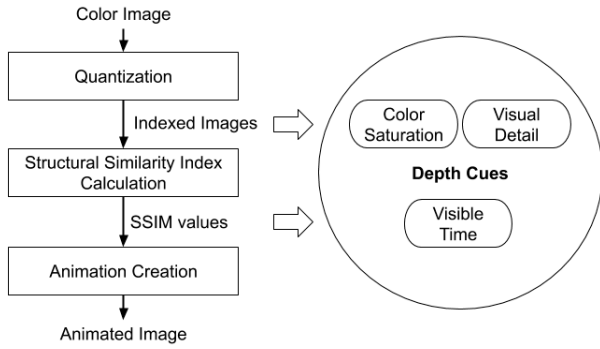 Color Image
Quantization
Indexed Images
Structural Similarity Index
Calculation
SSIM values
Animation Creation
Animated Image
Color
Saturation
Visual
Detail
Depth Cues
Visible
Time